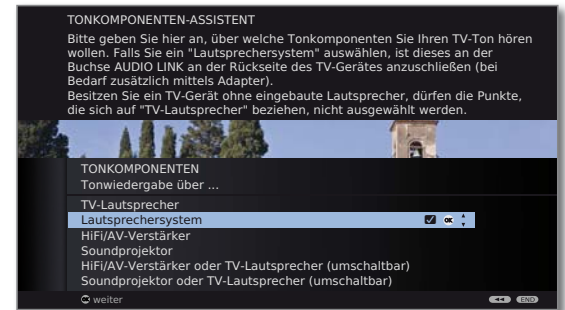 TONKOMPONENTEN-ASSISTENT
Bitte geben Sie hier an, über welche Tonkomponenten Sie Ihren TV-Ton hören
wollen. Falls Sie ein "Lautsprechersystem" auswählen, ist dieses an der
Buchse AUDIO LINK an der Rückseite des TV-Gerätes anzuschließen (bei
Bedarf zusätzlich mittels Adapter).
Besitzen Sie ein TV-Gerät ohne eingebaute Lautsprecher, dürfen die Punkte,
die sich auf "TV-Lautsprecher" beziehen, nicht ausgewählt werden.
TONKOMPONENTEN
Tonwiedergabe über ...
TV-Lautsprecher
Lautsprechersystem OK
HiFi/AV-Verstärker
Soundprojektor
HiFi/AV-Verstärker oder TV-Lautsprecher (umschaltbar)
Soundprojektor oder TV-Lautsprecher (umschaltbar)
OK weiter END